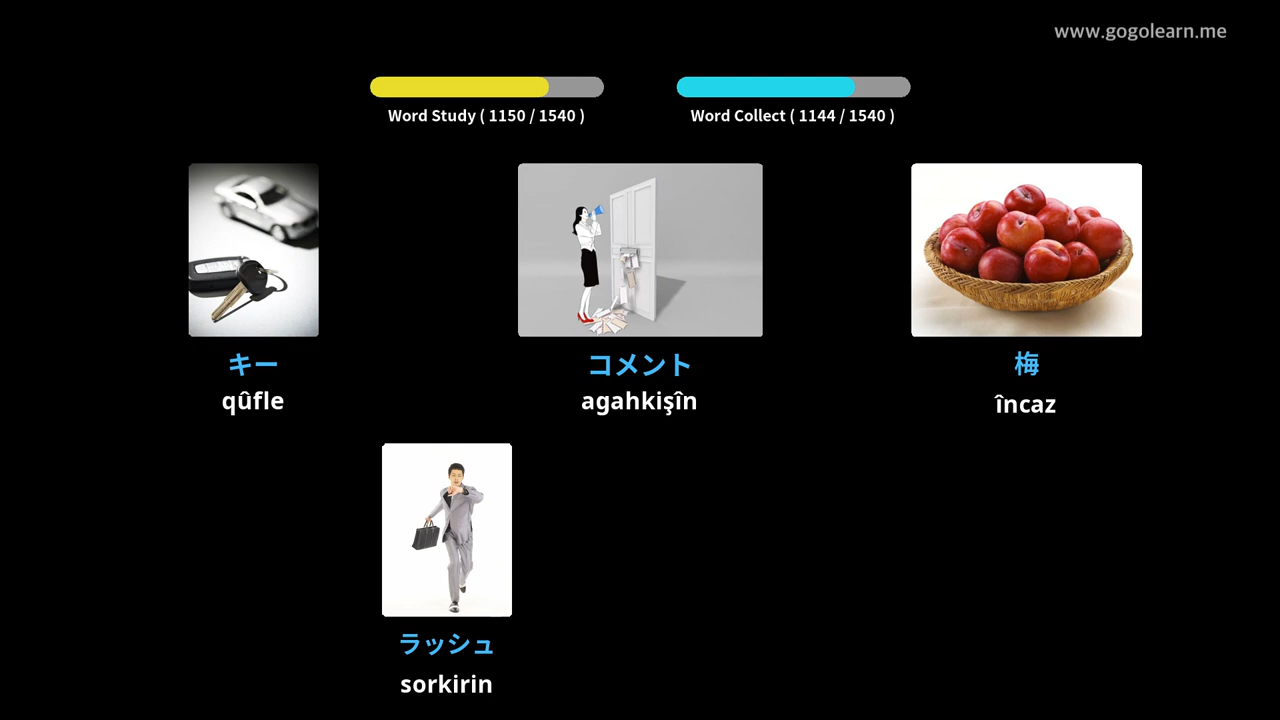 www.gogolearn.me
Word Study ( 1150 / 1540 )
Word Collect ( 1144 / 1540 )
キー
qûfle
コメント
agahkişîn
梅
încaz
ラッシュ
sorkirin